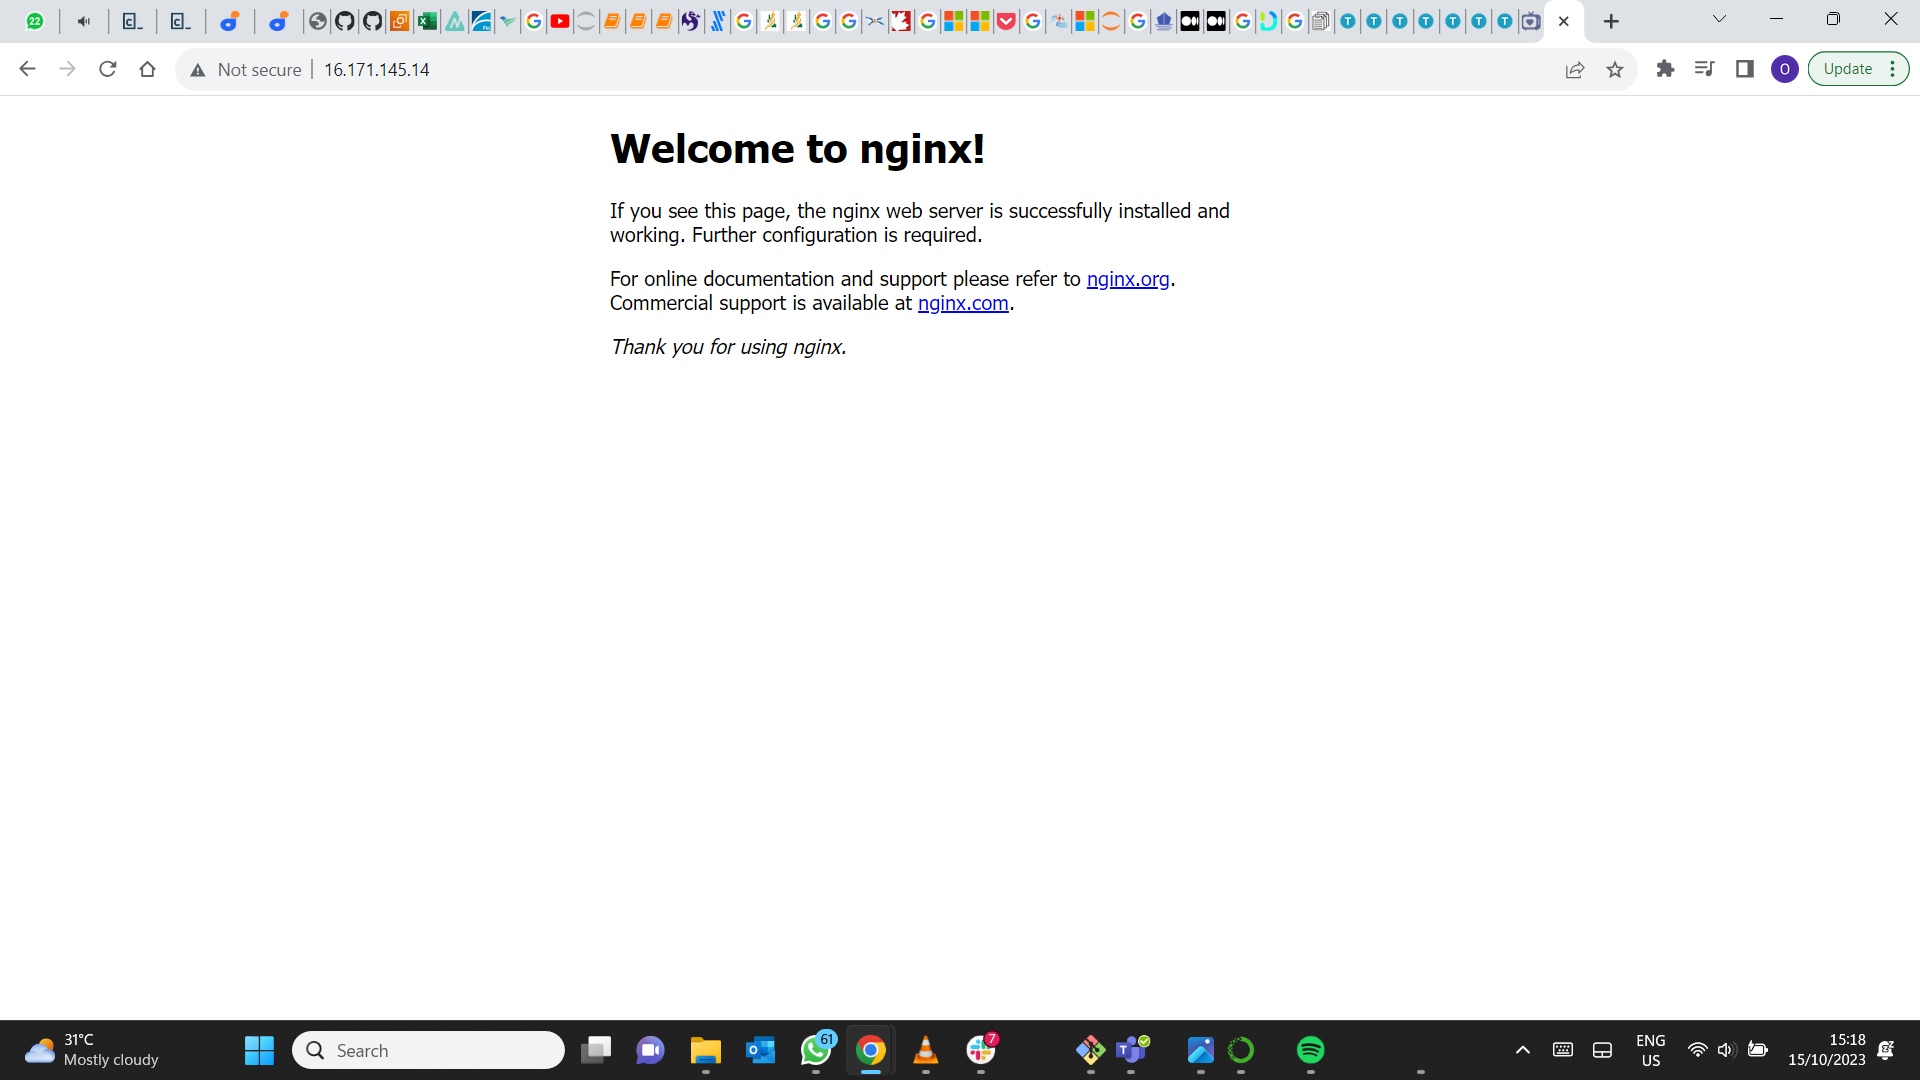 22
Not secure
16.171.145.14
O
Update
Welcome to nginx!
If you see this page, the nginx web server is successfully installed and
working. Further configuration is required.
For online documentation and support please refer to nginx.org.
Commercial support is available at nginx.com.
Thank you for using nginx.
31°C
Mostly cloudy
Search
61
7
ENG
US
15:18
15/10/2023